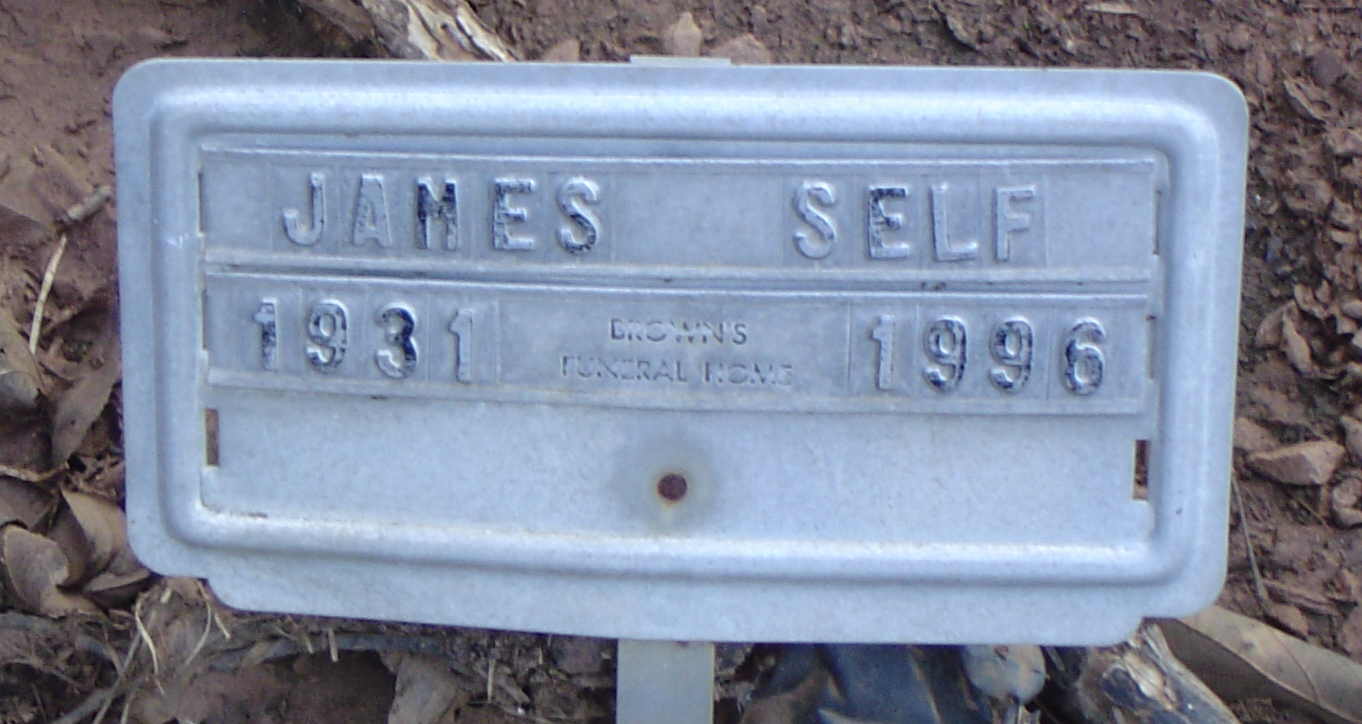 JAMES SELF
1931 BROWN'S 1996
FUNERAL HOME